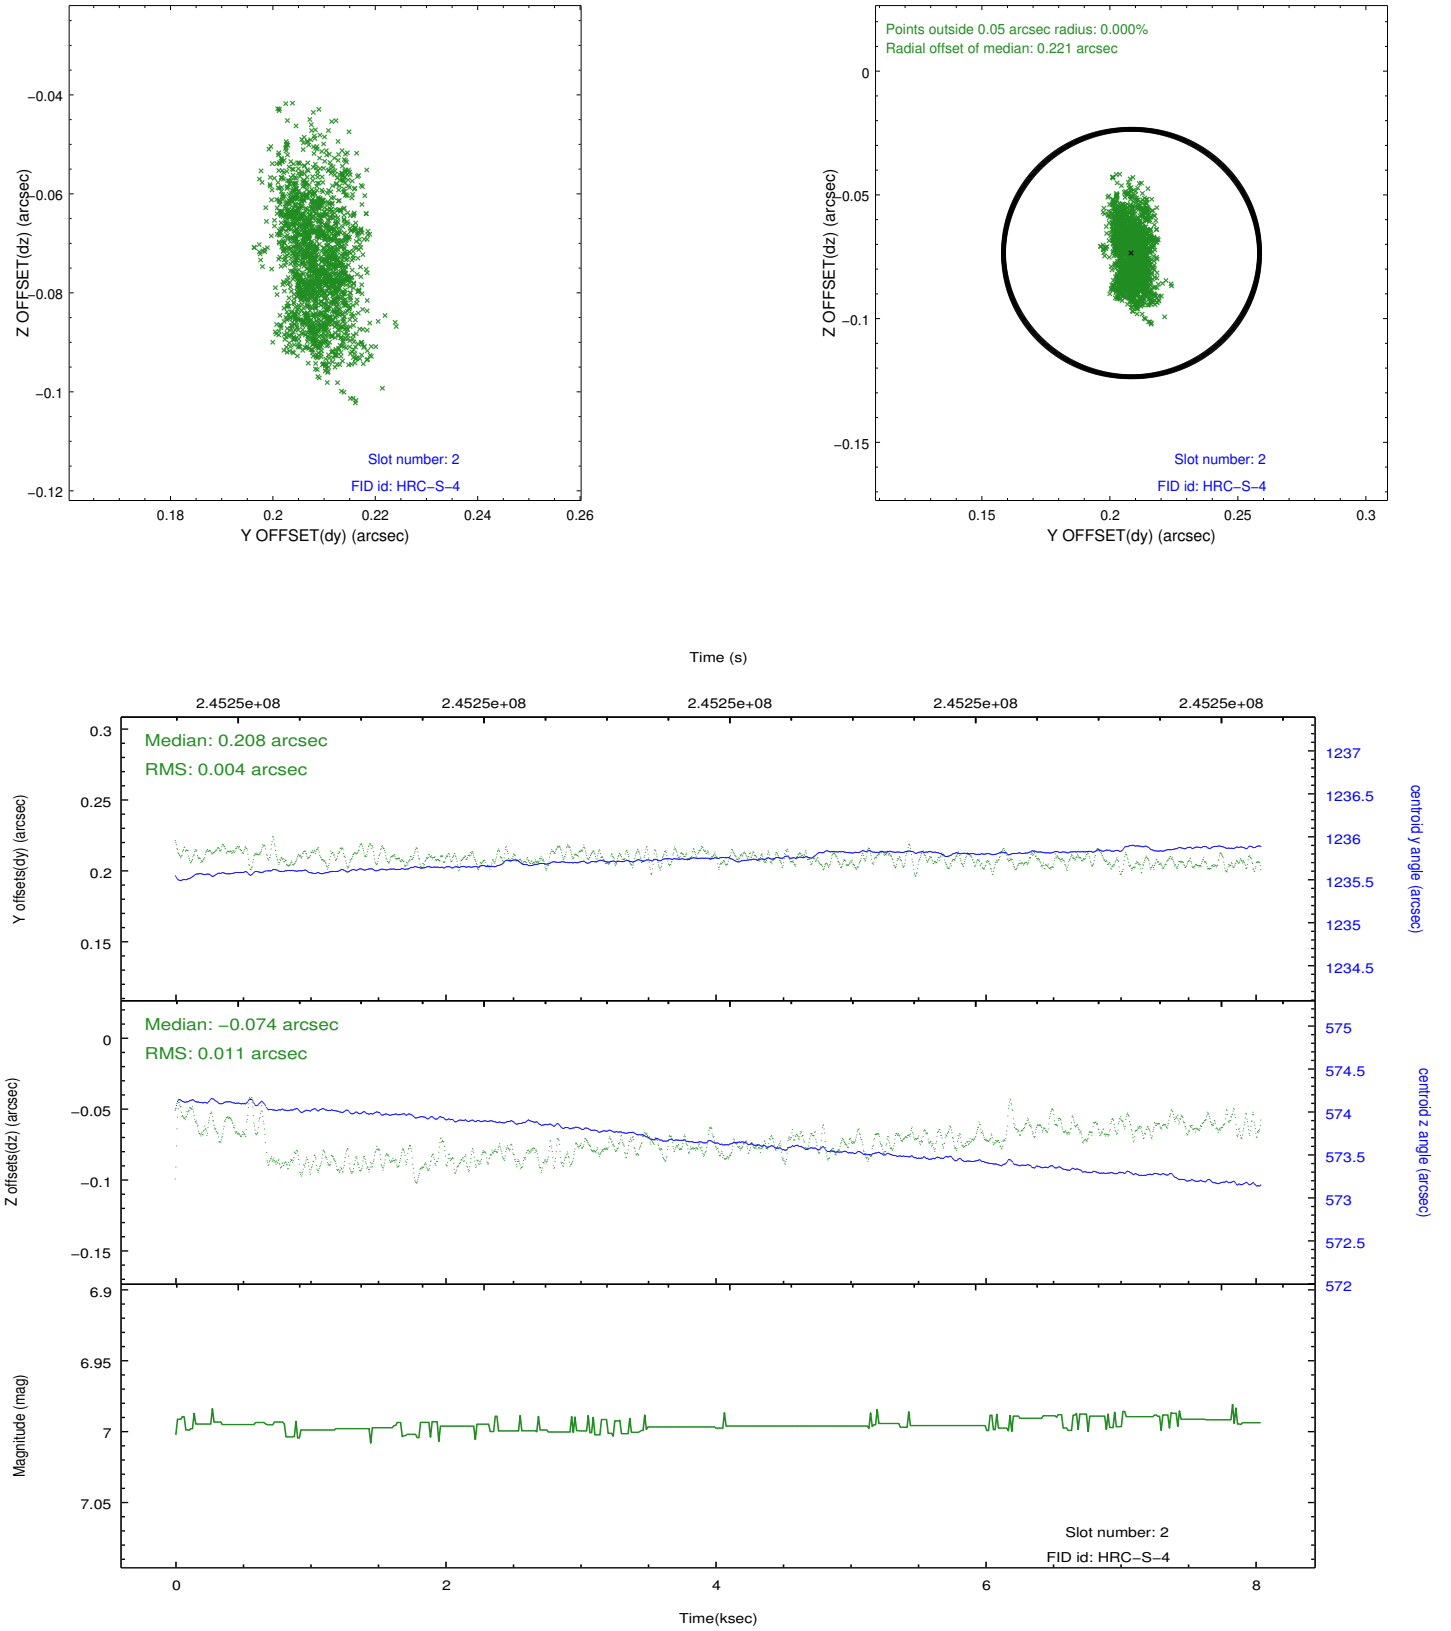 −0.04
−0.06
−0.08
−0.1
−0.12
Z OFFSET(dz) (arcsec)
Slot number: 2
FID id: HRC−S−4
0.18
0.2
0.22
0.24
0.26
Y OFFSET(dy) (arcsec)
Points outside 0.05 arcsec radius: 0.000%
Radial offset of median: 0.221 arcsec
0
−0.05
−0.1
−0.15
Z OFFSET(dz) (arcsec)
Slot number: 2
FID id: HRC−S−4
0.15
0.2
0.25
0.3
Y OFFSET(dy) (arcsec)
Time (s)
2.4525e+08
2.4525e+08
2.4525e+08
2.4525e+08
2.4525e+08
Median: 0.208 arcsec
RMS: 0.004 arcsec
0.3
0.25
0.2
0.15
Y offsets(dy) (arcsec)
1237
1236.5
1236
1235.5
1235
1234.5
centroid y angle (arcsec)
Median: −0.074 arcsec
RMS: 0.011 arcsec
0
−0.05
−0.1
−0.15
Z offsets(dz) (arcsec)
575
574.5
574
573.5
573
572.5
572
centroid z angle (arcsec)
6.9
6.95
7
7.05
Magnitude (mag)
Slot number: 2
FID id: HRC−S−4
0
2
4
6
8
Time(ksec)